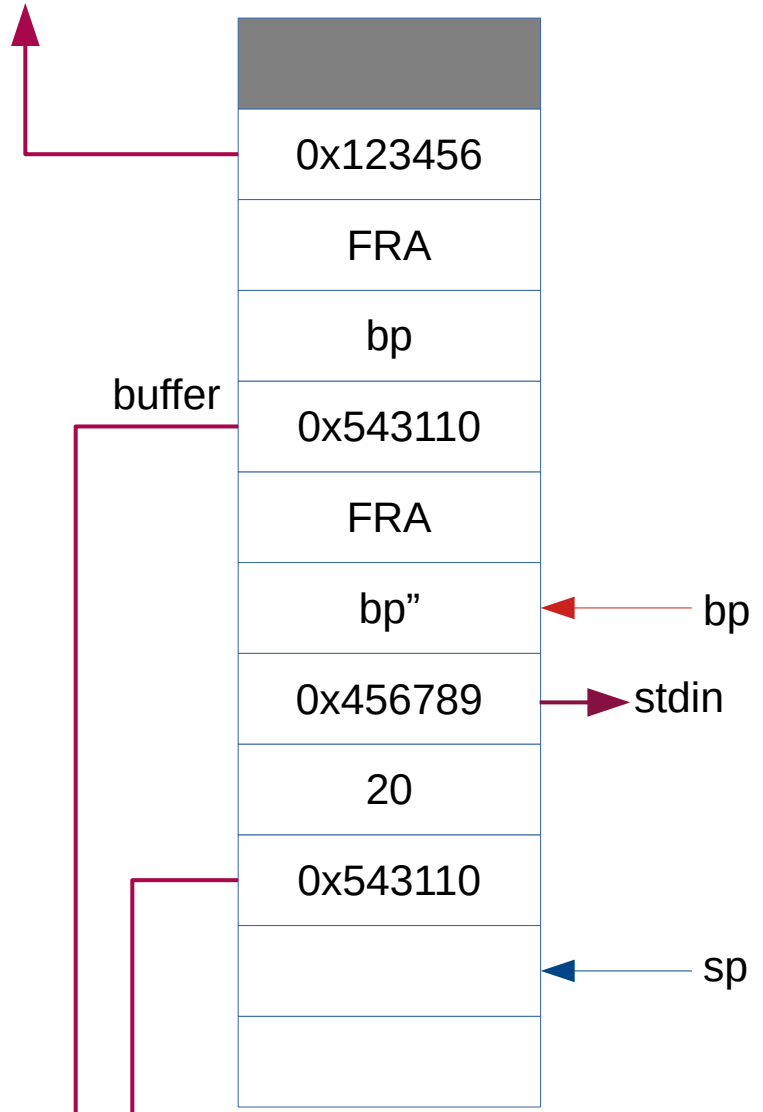 0x123456
FRA
bp
buffer
0x543110
FRA
bp”
bp
0x456789
stdin
20
0x543110
sp